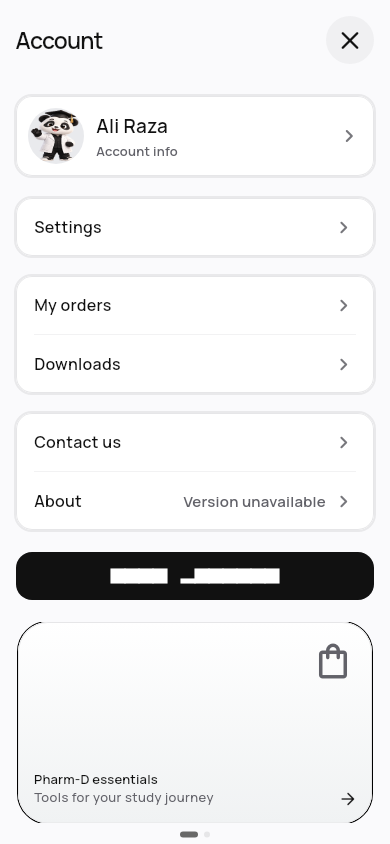 Account
Ali Raza
Account info
Settings
My orders
Downloads
Contact us
About Version unavailable
Pharm-D essentials
Tools for your study journey